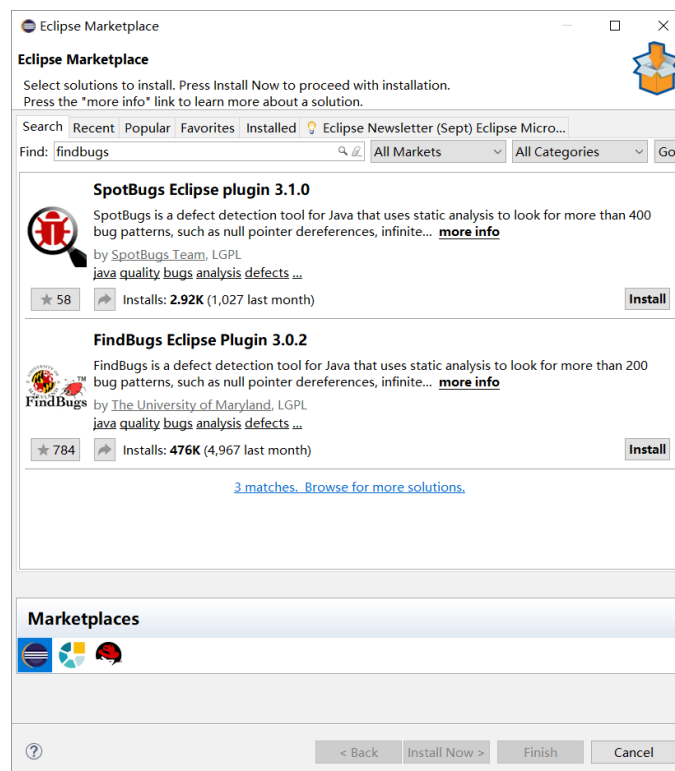 Eclipse Marketplace
Eclipse Marketplace
Select solutions to install. Press Install Now to proceed with installation.
Press the "more info" link to learn more about a solution.
Search Recent Popular Favorites Installed Eclipse Newsletter (Sept) Eclipse Micro...
Find: findbugs All Markets All Categories Go
SpotBugs Eclipse plugin 3.1.0
SpotBugs is a defect detection tool for Java that uses static analysis to look for more than 400
bug patterns, such as null pointer dereferences, infinite... more info
by SpotBugs Team, LGPL
java quality bugs analysis defects ...
58 Installs: 2.92K (1,027 last month) Install
FindBugs Eclipse Plugin 3.0.2
FindBugs is a defect detection tool for Java that uses static analysis to look for more than 200
bug patterns, such as null pointer dereferences, infinite... more info
FindBugs by The University of Maryland, LGPL
java quality bugs analysis defects ...
784 Installs: 476K (4,967 last month) Install
3 matches. Browse for more solutions.
Marketplaces
? < Back Install Now > Finish Cancel